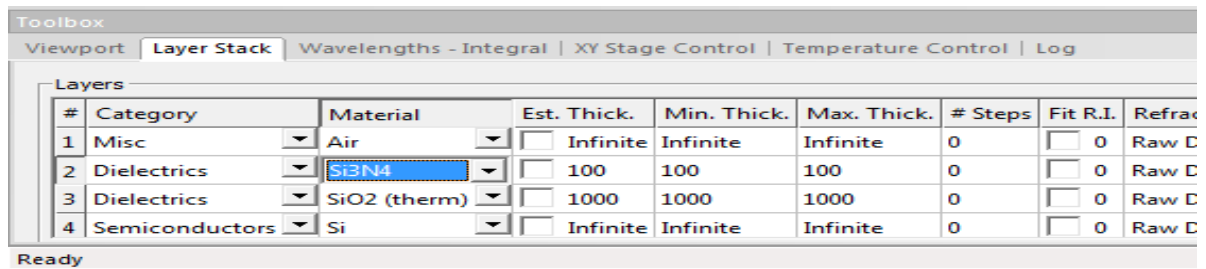 Toolbox
Viewport | Layer Stack | Wavelengths - Integral | XY Stage Control | Temperature Control | Log
Layers
# Category Material Est. Thick. Min. Thick. Max. Thick. # Steps Fit R.I. Refrac
1 Misc Air Infinite Infinite Infinite 0 0 Raw D
2 Dielectrics Si3N4 100 100 100 0 0 Raw D
3 Dielectrics SiO2 (therm) 1000 1000 1000 0 0 Raw D
4 Semiconductors Si Infinite Infinite Infinite 0 0 Raw D
Ready